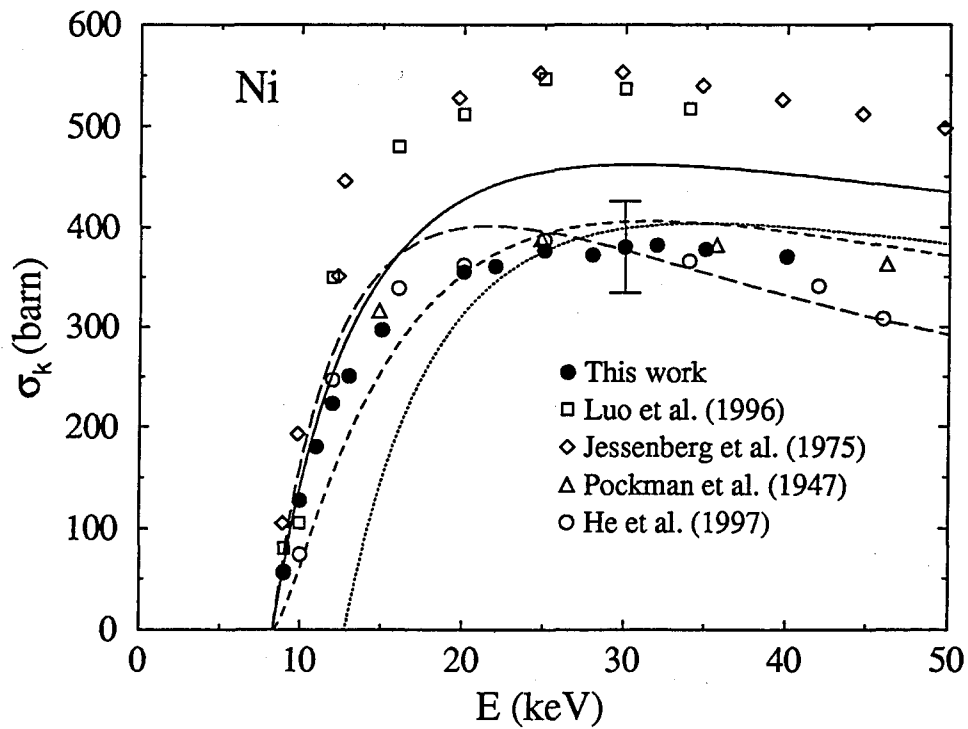 600
500
400
300
200
100
0
σk (barn)
Ni
This work
Luo et al. (1996)
Jessenberg et al. (1975)
Pockman et al. (1947)
He et al. (1997)
0 10 20 30 40 50
E (keV)